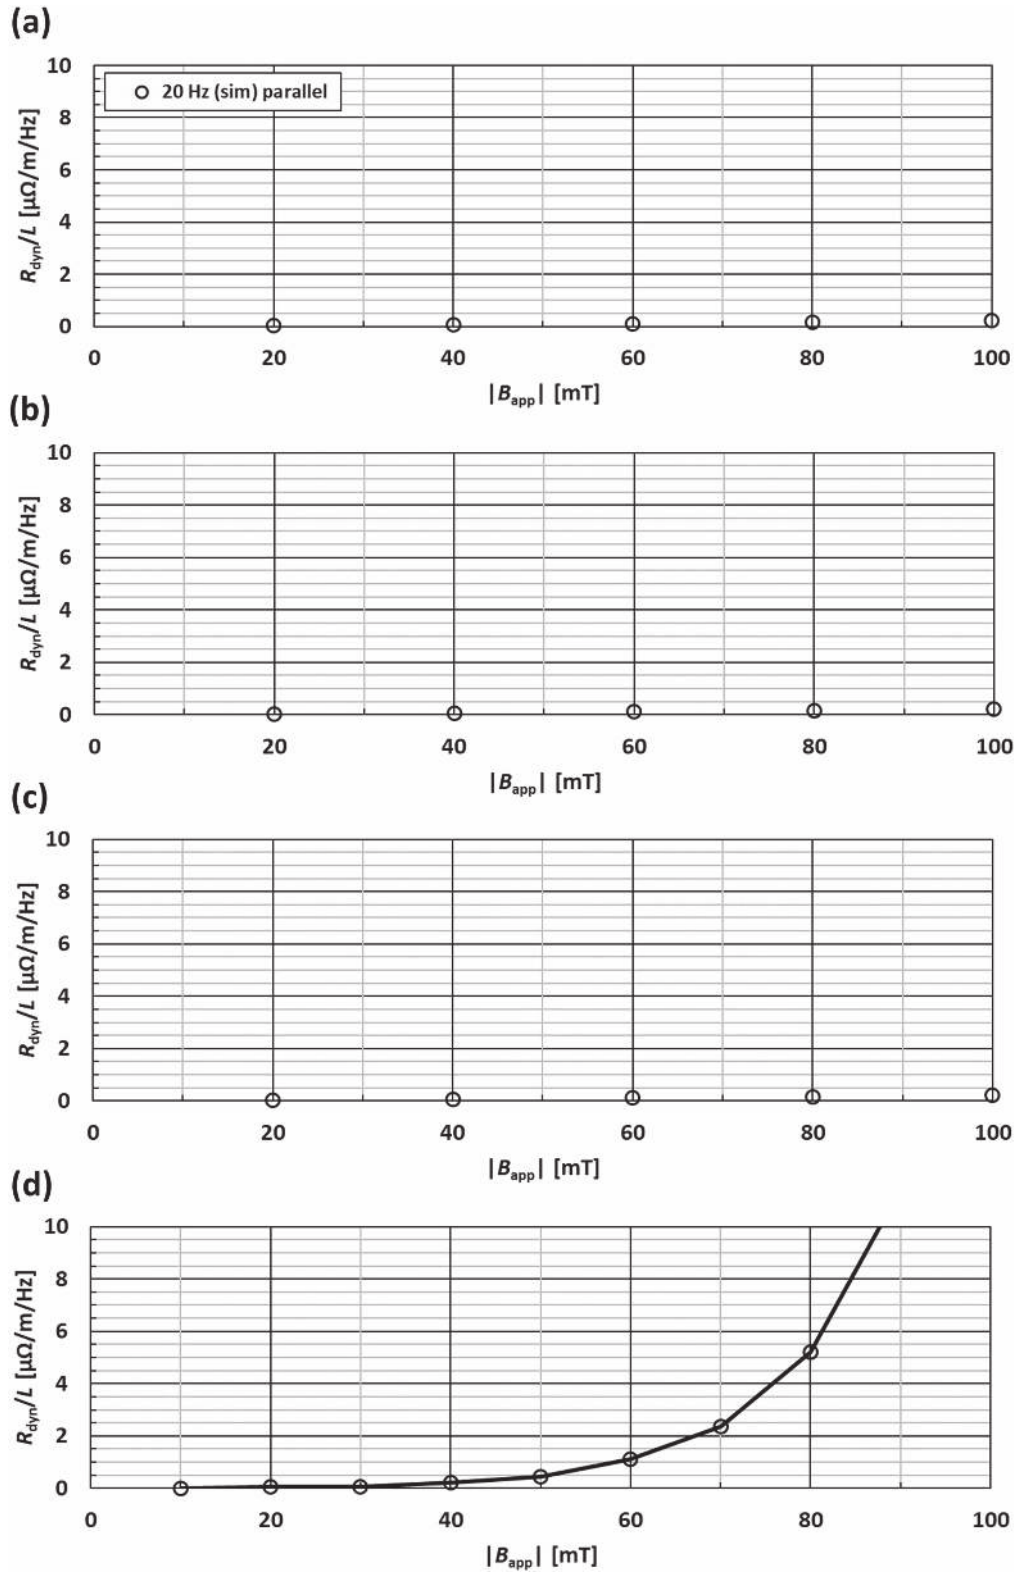 (a)
10
8
6
4
2
0
R_dyn/L [μΩ/m/Hz]
20 Hz (sim) parallel
0 20 40 60 80 100
|B_app| [mT]
(b)
10
8
6
4
2
0
R_dyn/L [μΩ/m/Hz]
0 20 40 60 80 100
|B_app| [mT]
(c)
10
8
6
4
2
0
R_dyn/L [μΩ/m/Hz]
0 20 40 60 80 100
|B_app| [mT]
(d)
10
8
6
4
2
0
R_dyn/L [μΩ/m/Hz]
0 20 40 60 80 100
|B_app| [mT]